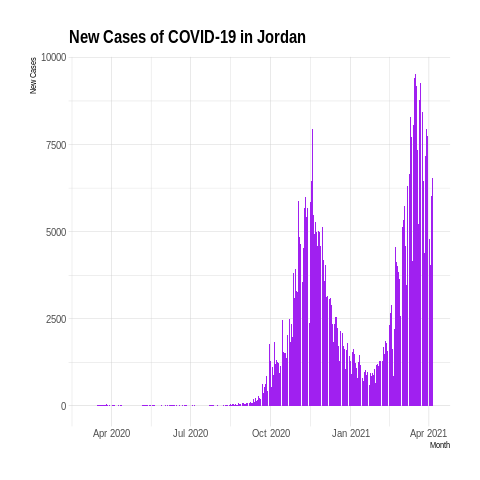 New Cases of COVID-19 in Jordan
New Cases
10000
7500
5000
2500
0
Apr 2020 Jul 2020 Oct 2020 Jan 2021 Apr 2021
Month